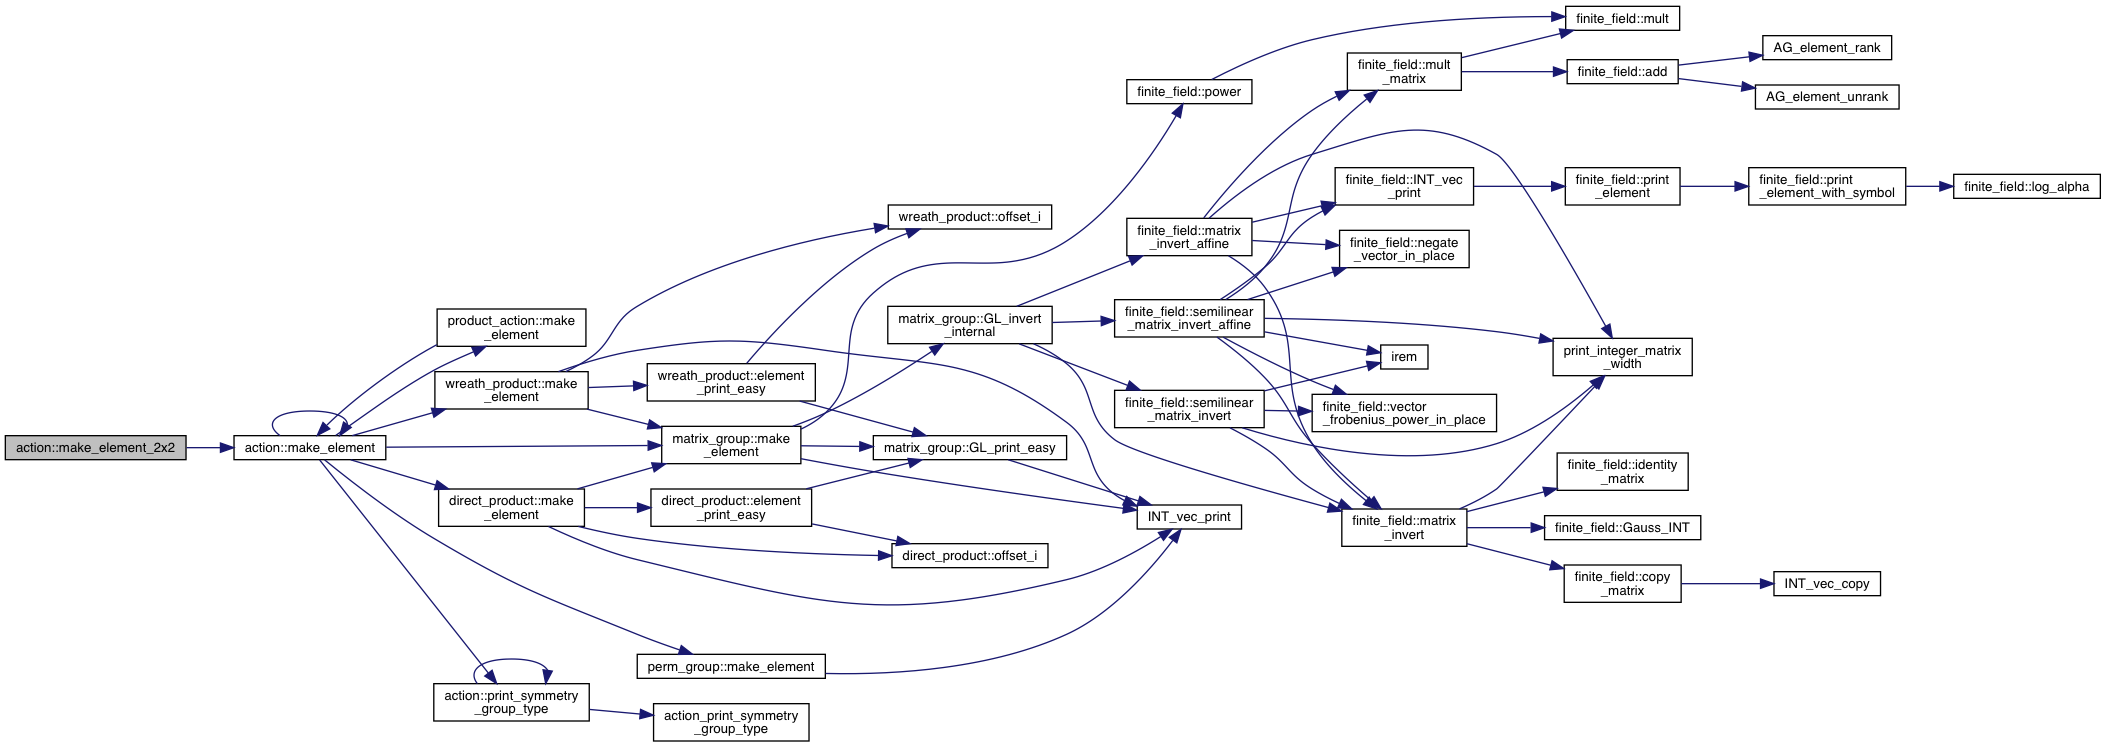 action::make_element_2x2
action::make_element
product_action::make
_element
wreath_product::make
_element
direct_product::make
_element
action::print_symmetry
_group_type
wreath_product::element
_print_easy
matrix_group::make
_element
direct_product::element
_print_easy
perm_group::make_element
action_print_symmetry
_group_type
wreath_product::offset_i
matrix_group::GL_invert
_internal
matrix_group::GL_print_easy
direct_product::offset_i
finite_field::power
finite_field::matrix
_invert_affine
finite_field::semilinear
_matrix_invert_affine
finite_field::semilinear
_matrix_invert
INT_vec_print
finite_field::mult
_matrix
finite_field::INT_vec
_print
finite_field::negate
_vector_in_place
irem
finite_field::vector
_frobenius_power_in_place
finite_field::matrix
_invert
finite_field::mult
finite_field::add
finite_field::print
_element
print_integer_matrix
_width
finite_field::identity
_matrix
finite_field::Gauss_INT
finite_field::copy
_matrix
AG_element_rank
AG_element_unrank
finite_field::print
_element_with_symbol
INT_vec_copy
finite_field::log_alpha